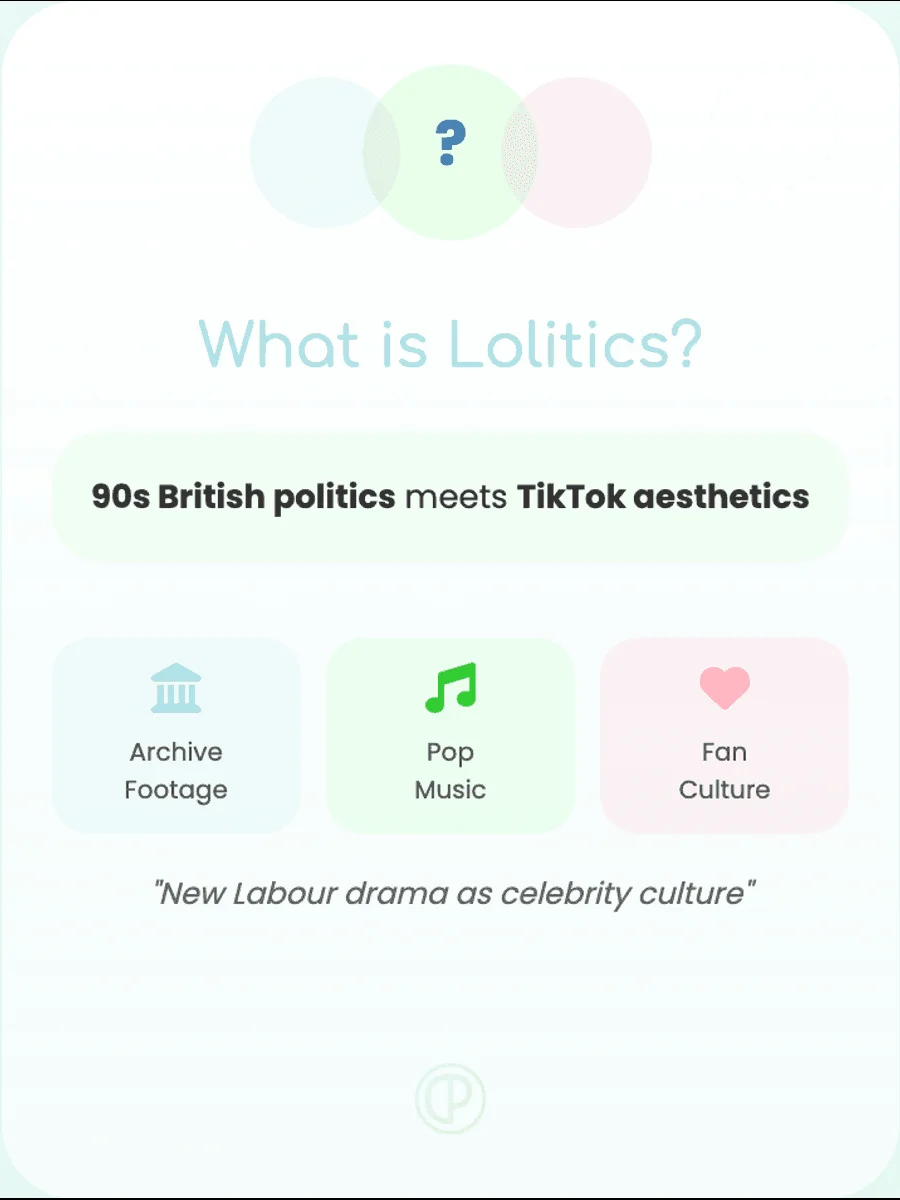 ?
What is Lolitics?
90s British politics meets TikTok aesthetics
Archive
Footage
Pop
Music
Fan
Culture
"New Labour drama as celebrity culture"